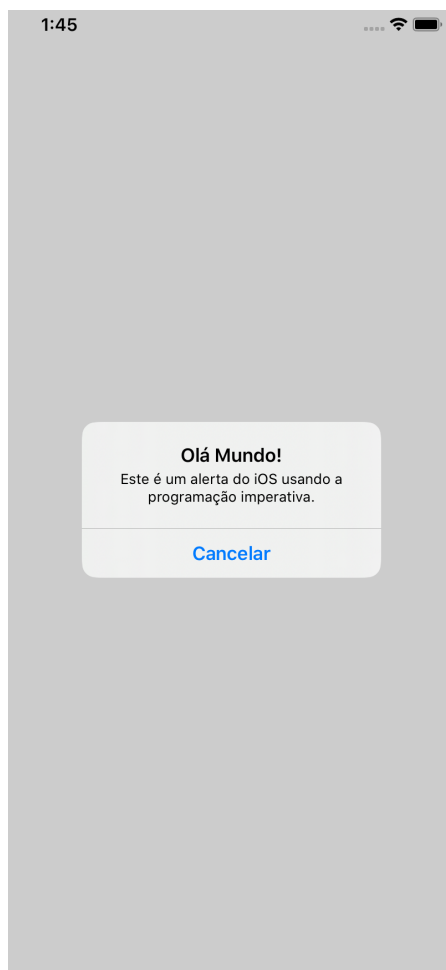 1:45
Olá Mundo!
Este é um alerta do iOS usando a
programação imperativa.
Cancelar